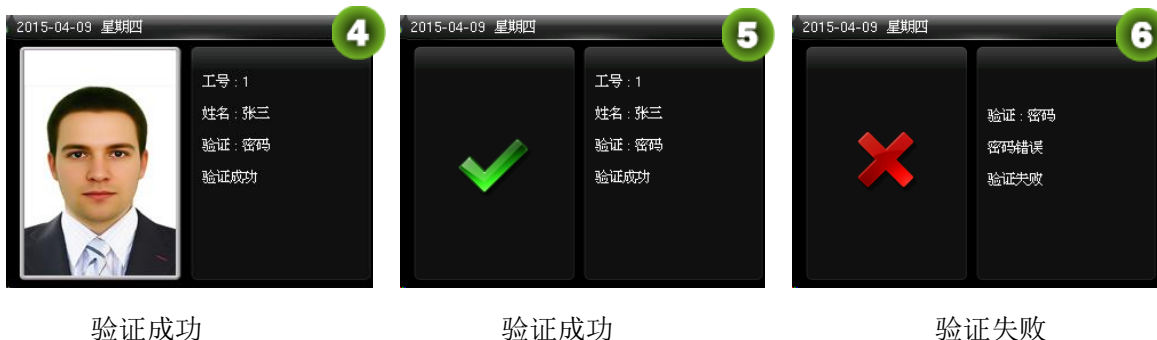 2015-04-09 星期四
4
工号 : 1
姓名 : 张三
验证 : 密码
验证成功
2015-04-09 星期四
5
工号 : 1
姓名 : 张三
验证 : 密码
验证成功
2015-04-09 星期四
6
验证 : 密码
密码错误
验证失败
验证成功
验证成功
验证失败